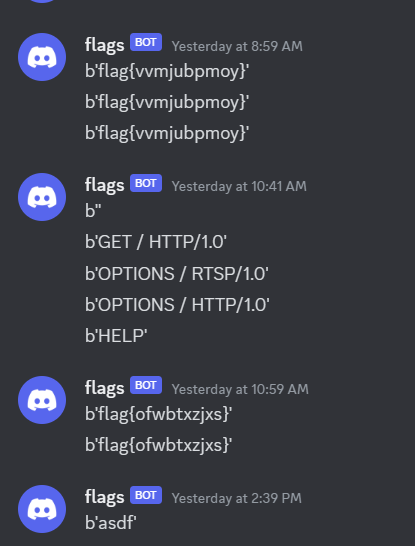 flags BOT Yesterday at 8:59 AM
b'flag{vvmjubpmoy}'
b'flag{vvmjubpmoy}'
b'flag{vvmjubpmoy}'
flags BOT Yesterday at 10:41 AM
b''
b'GET / HTTP/1.0'
b'OPTIONS / RTSP/1.0'
b'OPTIONS / HTTP/1.0'
b'HELP'
flags BOT Yesterday at 10:59 AM
b'flag{ofwbtxzjxs}'
b'flag{ofwbtxzjxs}'
flags BOT Yesterday at 2:39 PM
b'asdf'